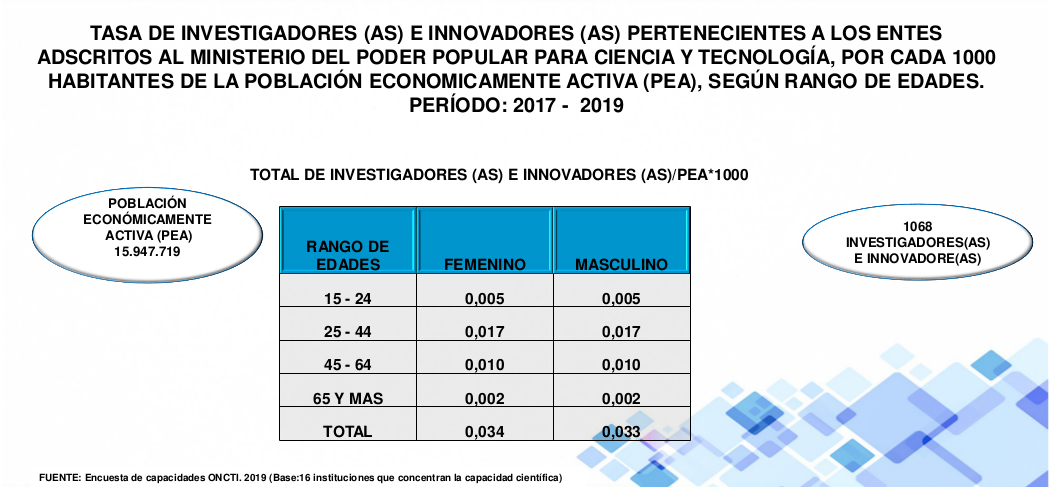 TASA DE INVESTIGADORES (AS) E INNOVADORES (AS) PERTENECIENTES A LOS ENTES
ADSCRITOS AL MINISTERIO DEL PODER POPULAR PARA CIENCIA Y TECNOLOGÍA, POR CADA 1000
HABITANTES DE LA POBLACIÓN ECONOMICAMENTE ACTIVA (PEA), SEGÚN RANGO DE EDADES.
PERÍODO: 2017 - 2019
TOTAL DE INVESTIGADORES (AS) E INNOVADORES (AS)/PEA*1000
POBLACIÓN
ECONÓMICAMENTE
ACTIVA (PEA)
15.947.719
RANGO DE
EDADES FEMENINO MASCULINO
15 - 24 0,005 0,005
25 - 44 0,017 0,017
45 - 64 0,010 0,010
65 Y MAS 0,002 0,002
TOTAL 0,034 0,033
1068
INVESTIGADORES(AS)
E INNOVADORE(AS)
FUENTE: Encuesta de capacidades ONCTI. 2019 (Base:16 instituciones que concentran la capacidad científica)